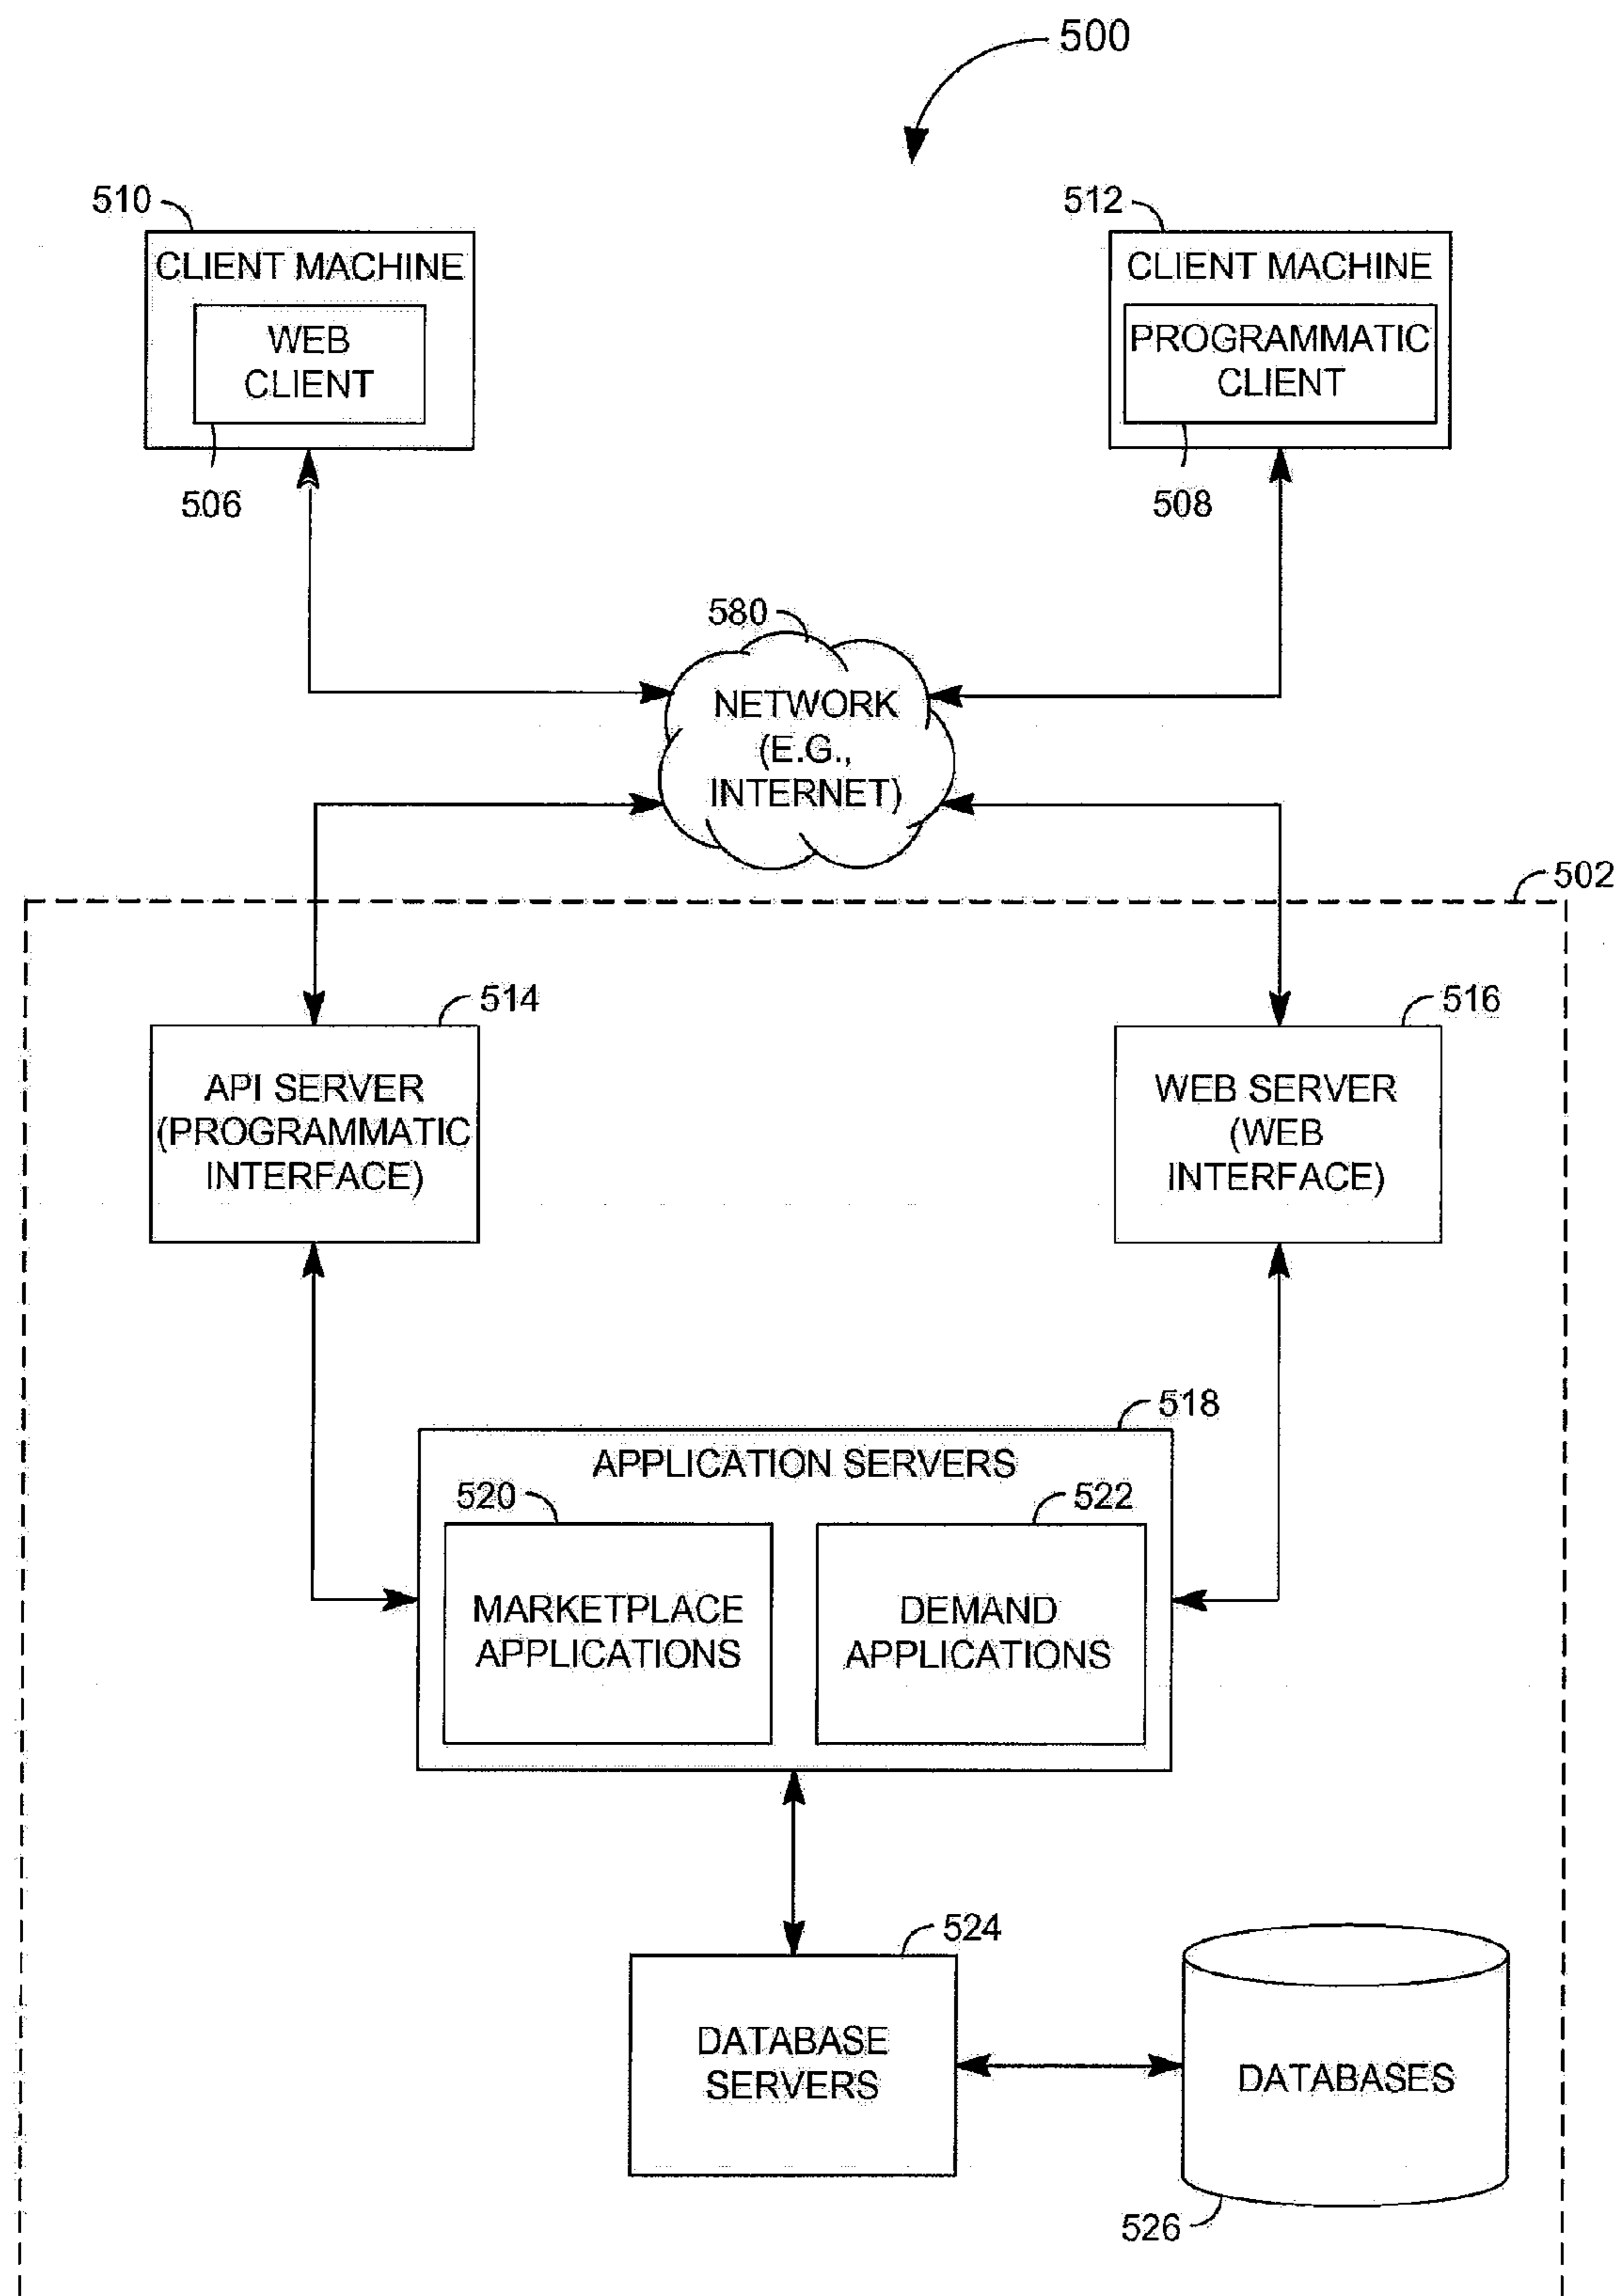 500
510
512
CLIENT MACHINE
WEB
CLIENT
506
CLIENT MACHINE
PROGRAMMATIC
CLIENT
508
580
NETWORK
(E.G.,
INTERNET)
502
514
API SERVER
(PROGRAMMATIC
INTERFACE)
516
WEB SERVER
(WEB
INTERFACE)
518
APPLICATION SERVERS
520
522
MARKETPLACE
APPLICATIONS
DEMAND
APPLICATIONS
524
DATABASE
SERVERS
DATABASES
526